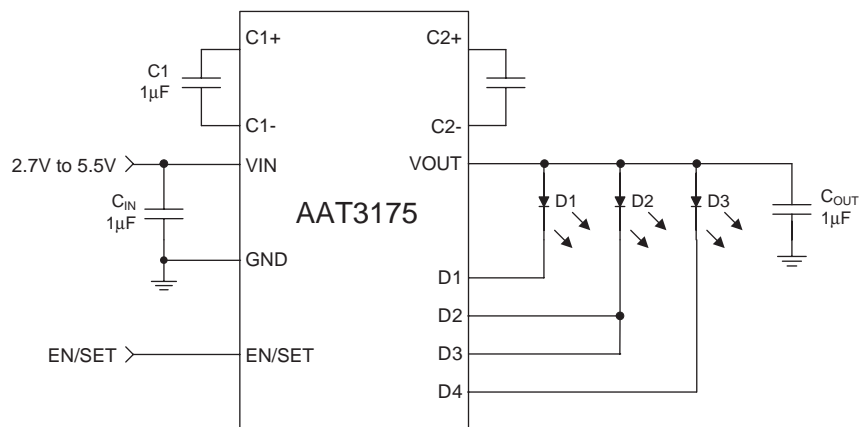 C1+
C2+
C1
1μF
C1-
C2-
2.7V to 5.5V
VIN
VOUT
CIN
1μF
AAT3175
D1
D2
D3
COUT
1μF
GND
D1
D2
EN/SET
EN/SET
D3
D4